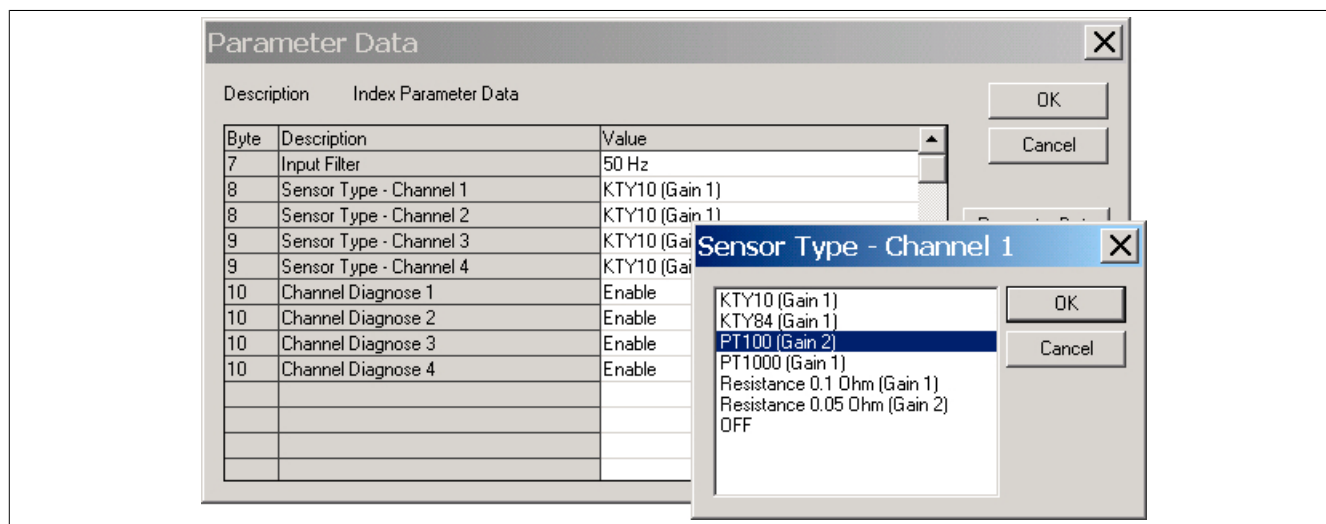 Parameter Data
Description Index Parameter Data
OK
Cancel
Byte Description Value
7 Input Filter 50 Hz
8 Sensor Type - Channel 1 KTY10 (Gain 1)
8 Sensor Type - Channel 2 KTY10 (Gain 1)
9 Sensor Type - Channel 3 KTY10 (Gai
9 Sensor Type - Channel 4 KTY10 (Gai
10 Channel Diagnose 1 Enable
10 Channel Diagnose 2 Enable
10 Channel Diagnose 3 Enable
10 Channel Diagnose 4 Enable
Sensor Type - Channel 1
KTY10 (Gain 1)
KTY84 (Gain 1)
PT100 (Gain 2)
PT1000 (Gain 1)
Resistance 0.1 Ohm (Gain 1)
Resistance 0.05 Ohm (Gain 2)
OFF
OK
Cancel